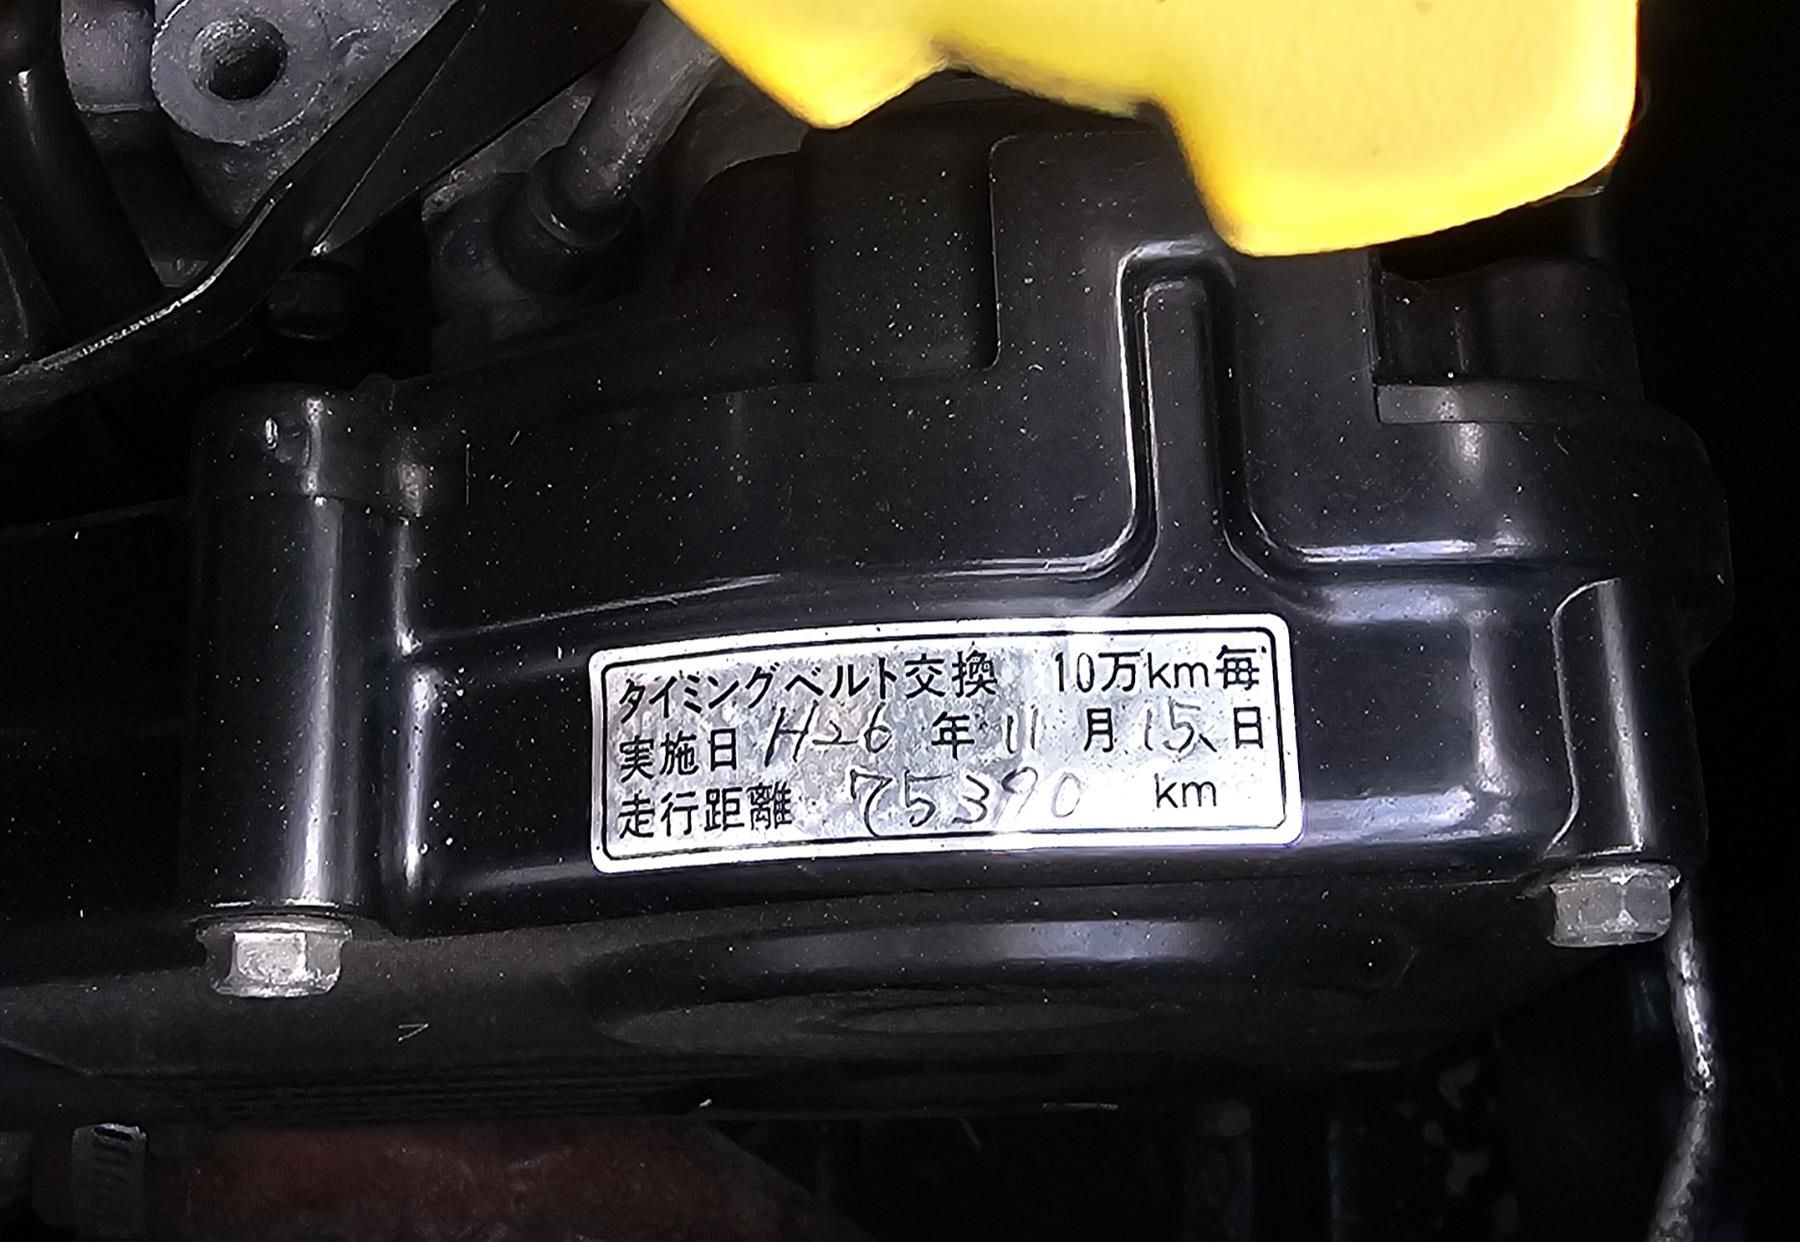 タイミングベルト交換 10万km毎
実施日 H26 年 11 月 15 日
走行距離 75390 km